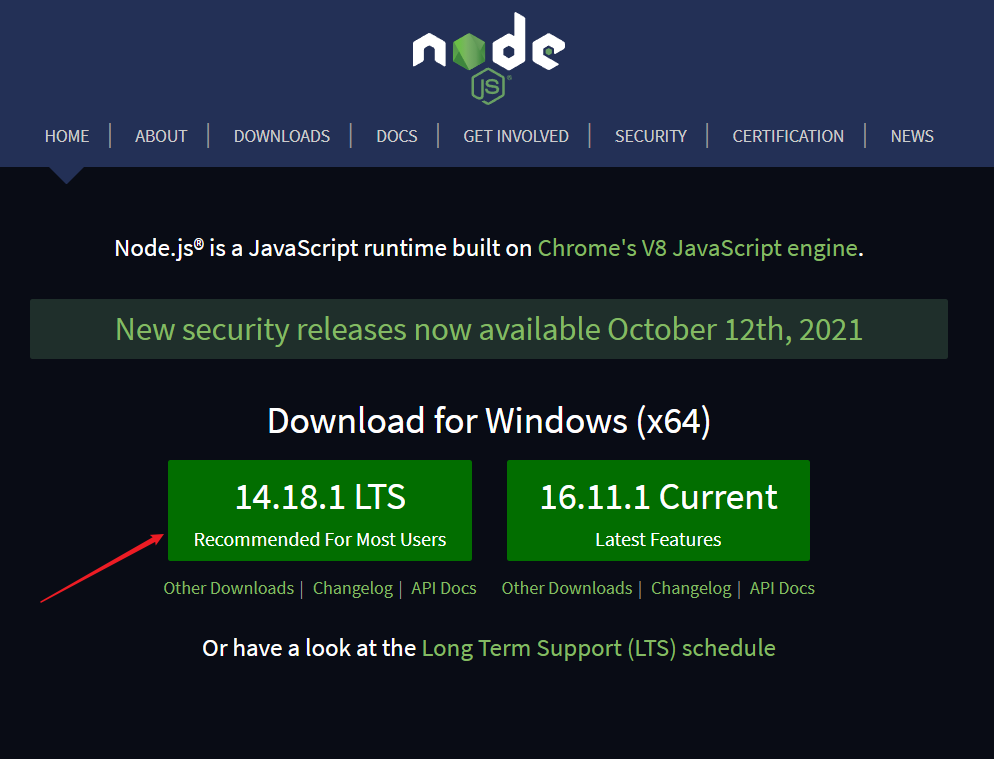 node
JS
HOME | ABOUT | DOWNLOADS | DOCS | GET INVOLVED | SECURITY | CERTIFICATION | NEWS
Node.js® is a JavaScript runtime built on Chrome's V8 JavaScript engine.
New security releases now available October 12th, 2021
Download for Windows (x64)
14.18.1 LTS
Recommended For Most Users
16.11.1 Current
Latest Features
Other Downloads | Changelog | API Docs
Other Downloads | Changelog | API Docs
Or have a look at the Long Term Support (LTS) schedule